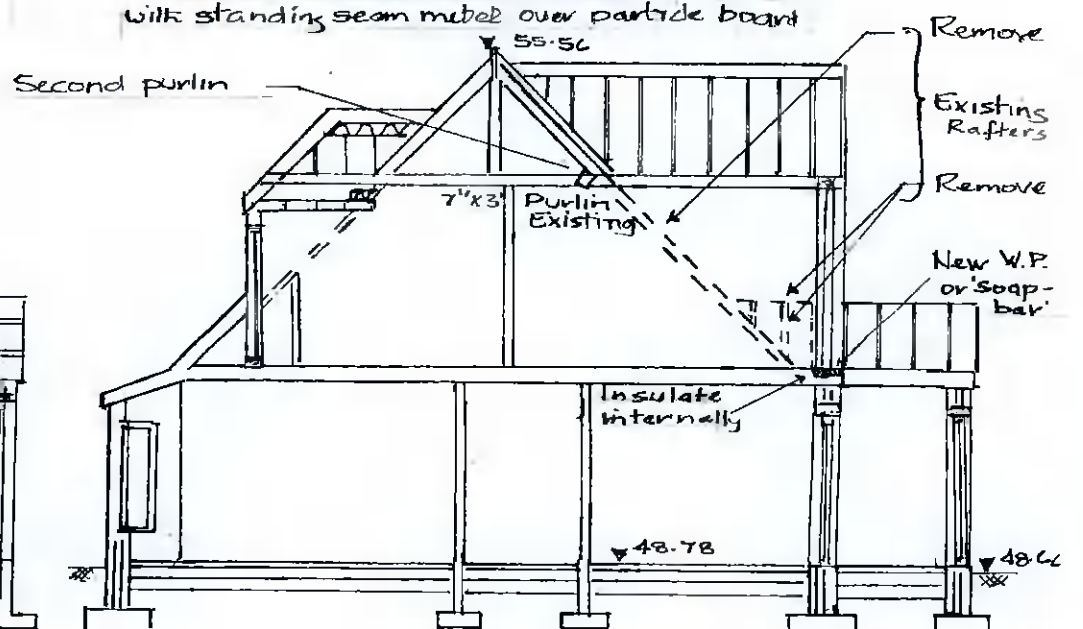 with standing seam metal over particle board
55.56
Second purlin
Remove
Existing
Rafters
Remove
7"x3"
Purlin
Existing
New W.P.
or 'soap-
bar'
Insulate
internally
48.78
48.66